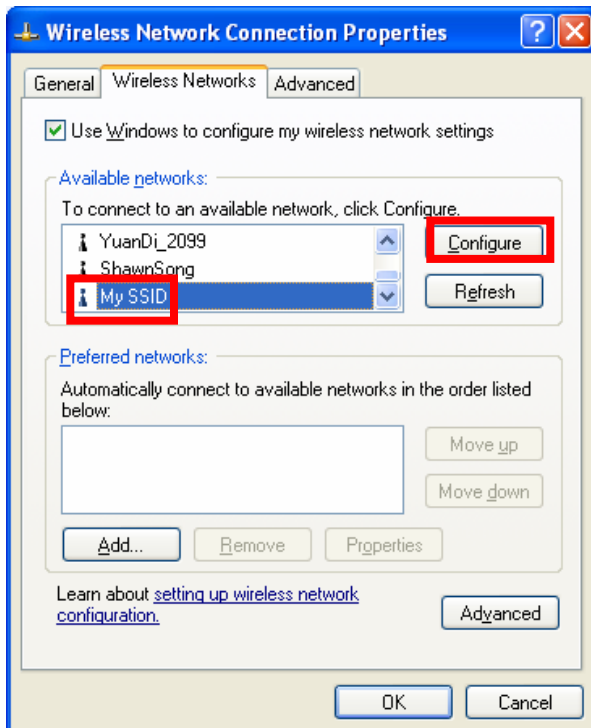 Wireless Network Connection Properties
General Wireless Networks Advanced
Use Windows to configure my wireless network settings
Available networks:
To connect to an available network, click Configure.
YuanDi_2099
ShawnSong
My SSID
Configure
Refresh
Preferred networks:
Automatically connect to available networks in the order listed
below:
Move up
Move down
Add... Remove Properties
Learn about setting up wireless network
configuration.
Advanced
OK Cancel